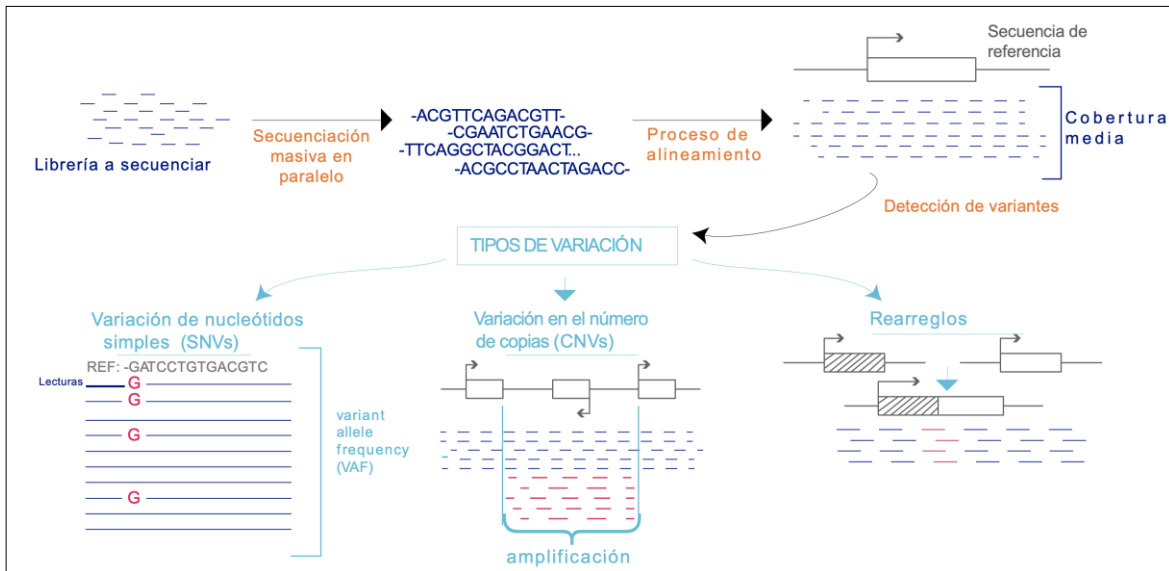 Secuencia de
referencia
-ACGTTCAGACGTT-
-CGAATCTGAACG-
-TTCAGGCTACGGACT...
-ACGCCTAACTAGACC-
Librería a secuenciar
Secuenciación
masiva en
paralelo
Proceso de
alineamiento
Cobertura
media
Detección de variantes
TIPOS DE VARIACIÓN
Variación de nucleótidos
simples (SNVs)
REF: -GATCCTGTGACGTC
Lecturas
G
G
G
G
variant
allele
frequency
(VAF)
Variación en el número
de copias (CNVs)
amplificación
Rearreglos